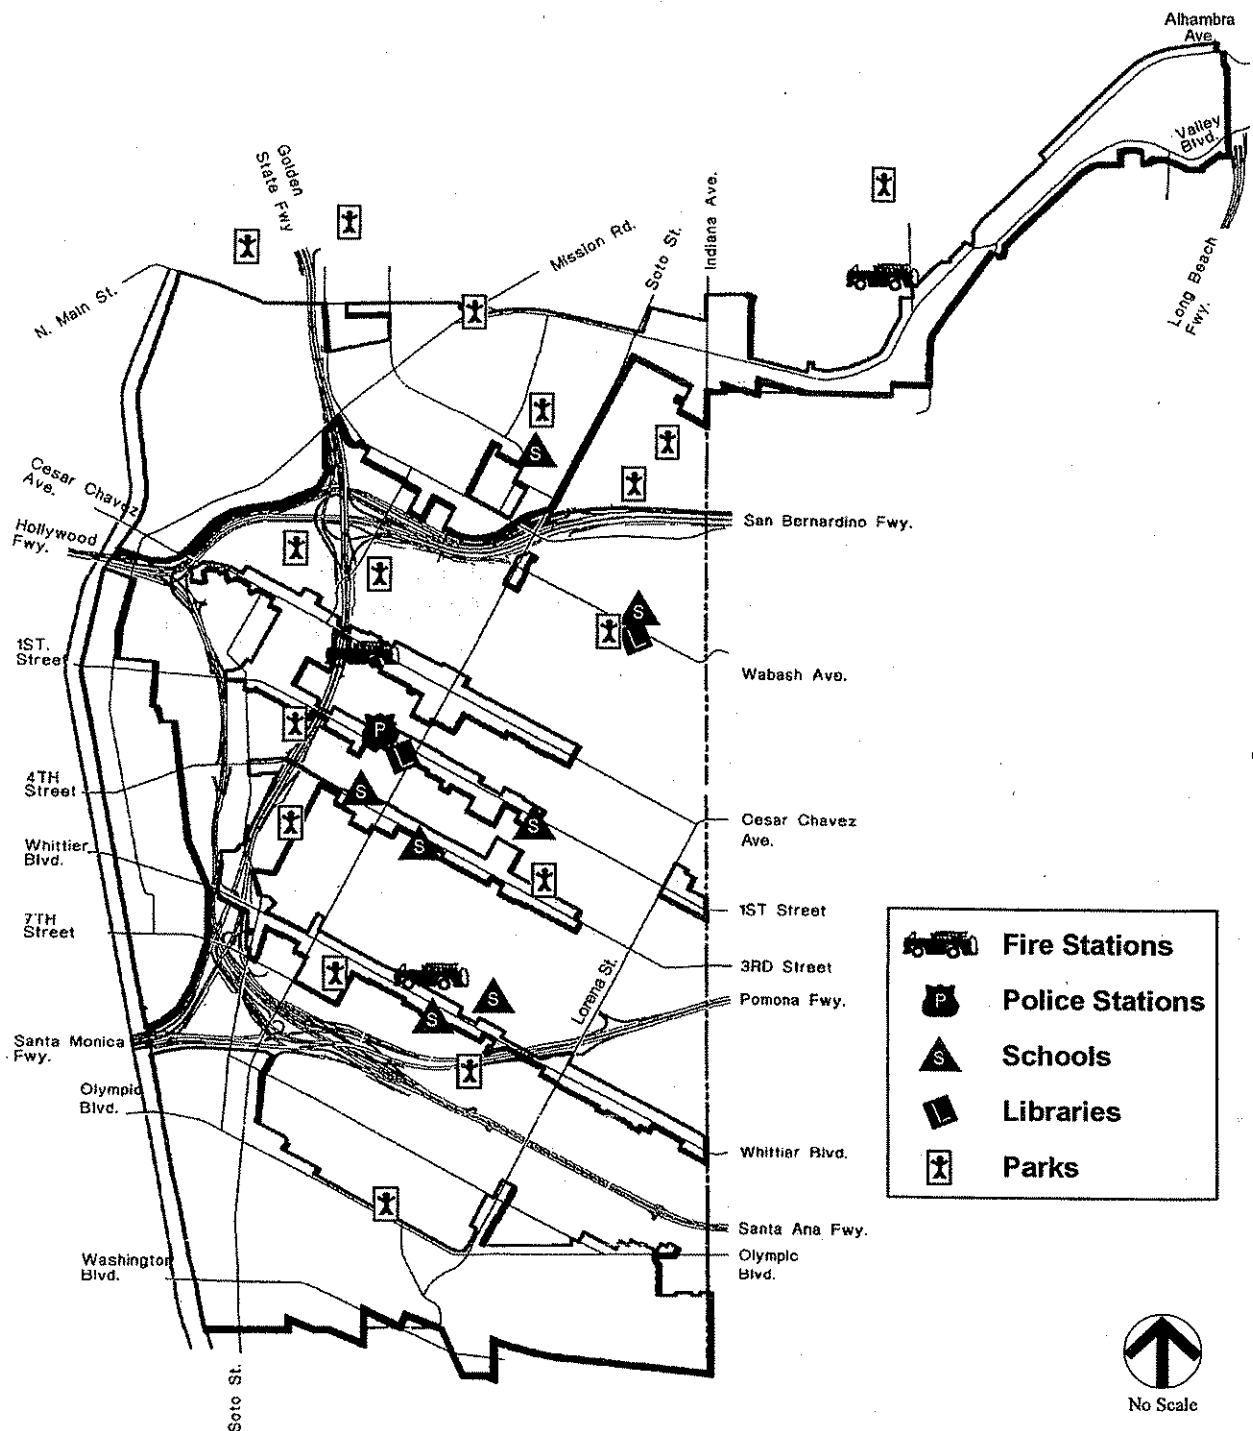 Alhambra
Ave.
Valley
Blvd.
Golden
State Fwy
Mission Rd.
Soto St.
Indiana Ave.
Long Beach
Fwy.
N. Main St.
Cesar Chavez
Ave.
Hollywood
Fwy.
San Bernardino Fwy.
S
S
L
1ST.
Street
Wabash Ave.
P
L
4TH
Street
S
S
S
Cesar Chavez
Ave.
Whittier
Blvd.
1ST Street
7TH
Street
3RD Street
Lorena St.
Pomona Fwy.
S
S
Santa Monica
Fwy.
Olympic
Blvd.
Whittier Blvd.
Santa Ana Fwy.
Olympic
Blvd.
Washington
Blvd.
Soto St.
Fire Stations
P
Police Stations
S
Schools
L
Libraries
Parks
No Scale